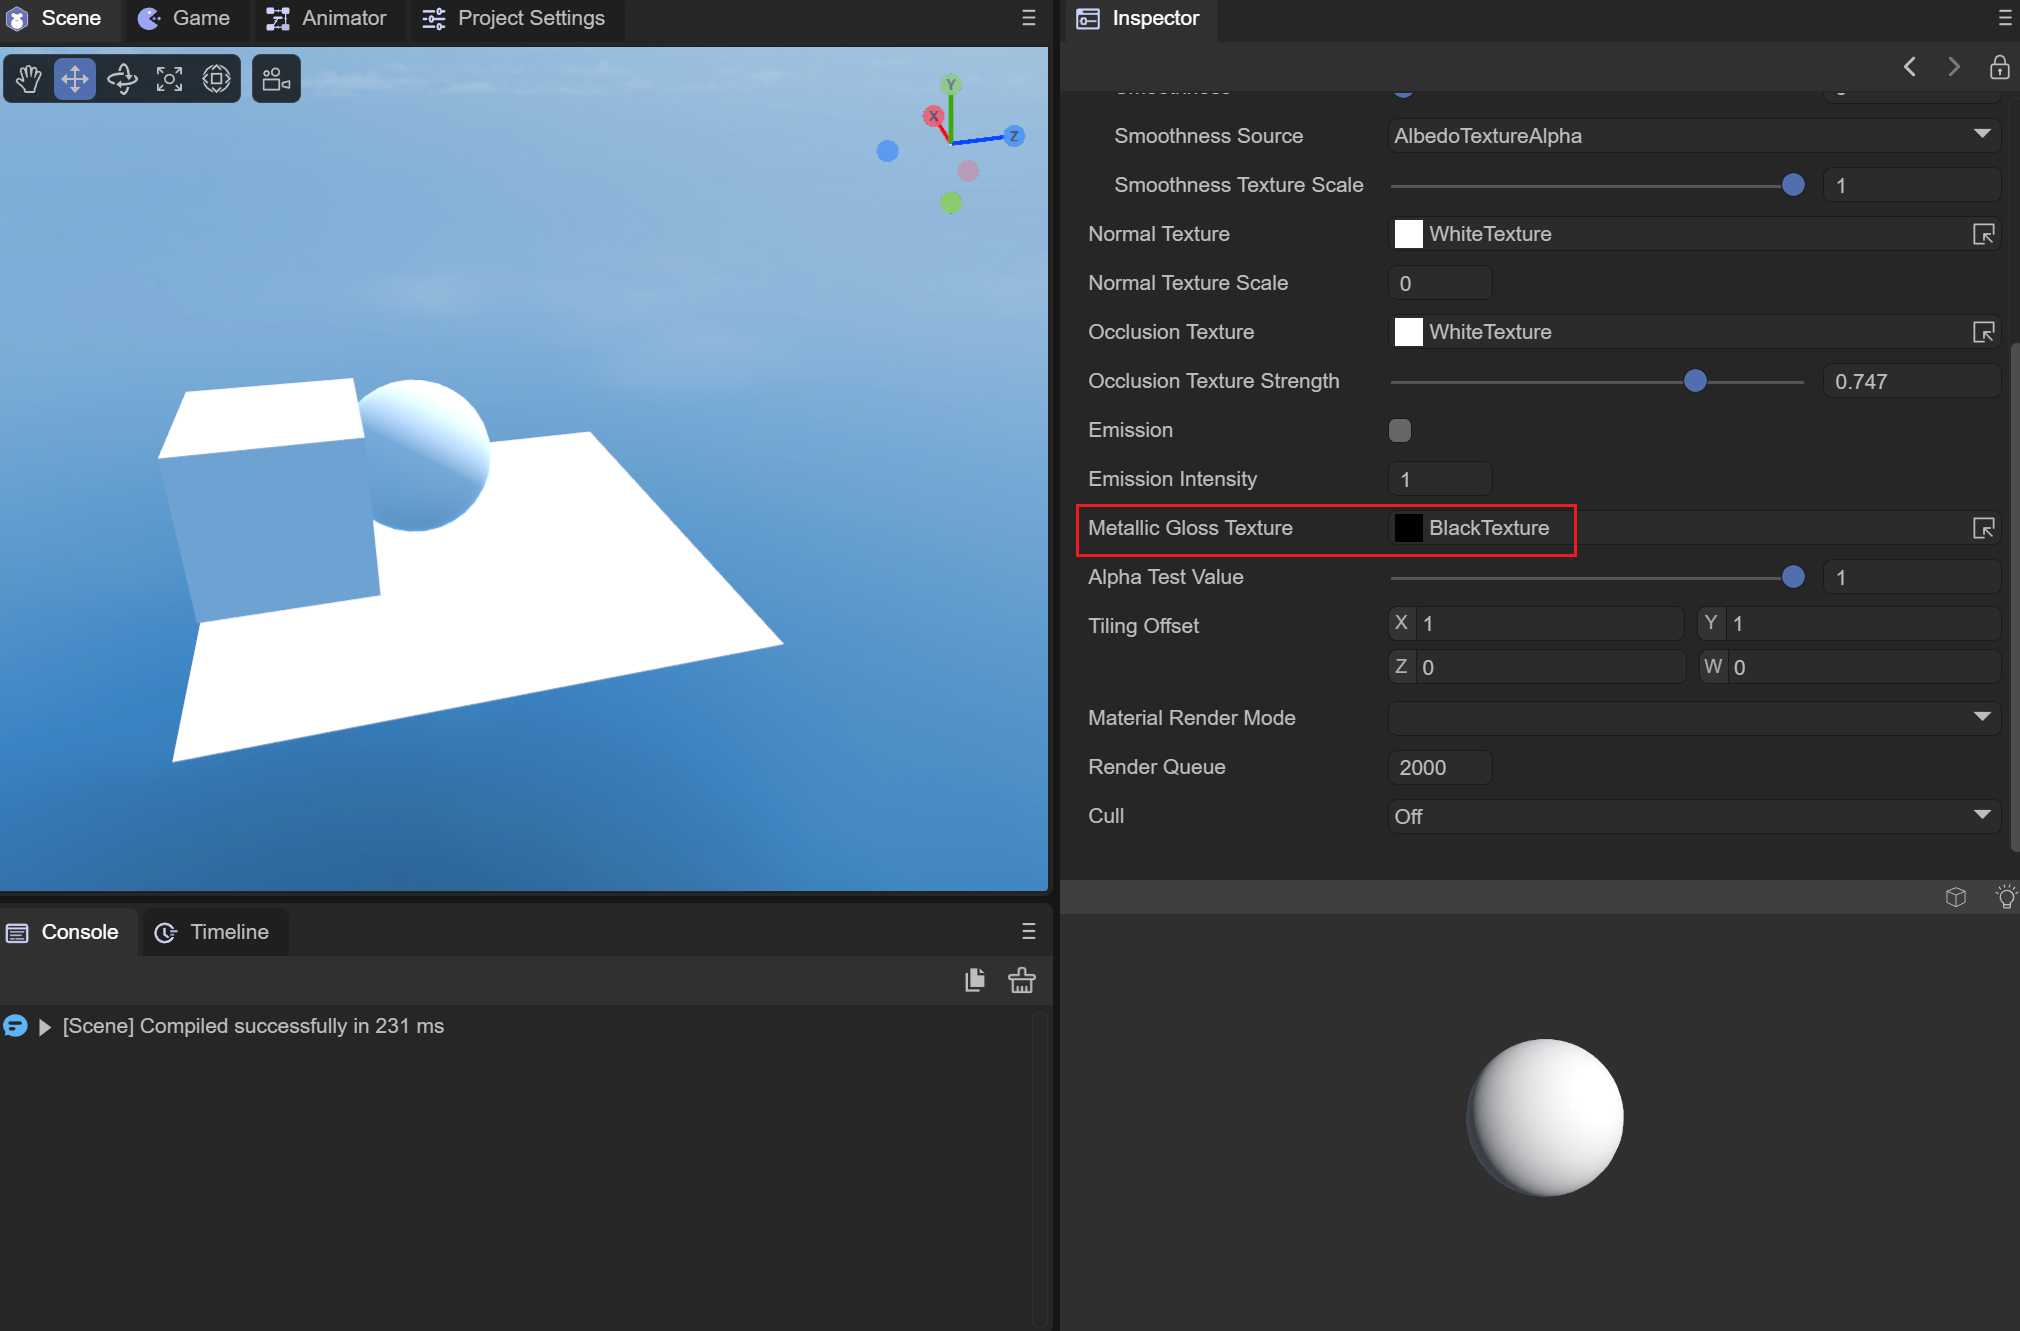 Scene
Game
Animator
Project Settings
Y
X
Z
Console
Timeline
[Scene] Compiled successfully in 231 ms
Inspector
Smoothness Source AlbedoTextureAlpha
Smoothness Texture Scale 1
Normal Texture WhiteTexture
Normal Texture Scale 0
Occlusion Texture WhiteTexture
Occlusion Texture Strength 0.747
Emission
Emission Intensity 1
Metallic Gloss Texture BlackTexture
Alpha Test Value 1
Tiling Offset X 1 Y 1
Z 0 W 0
Material Render Mode
Render Queue 2000
Cull Off